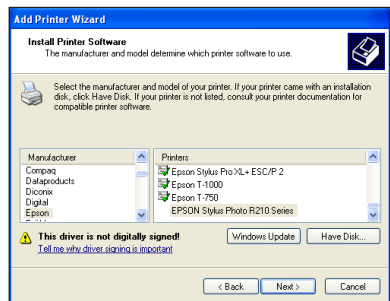 Add Printer Wizard
Install Printer Software
The manufacturer and model determine which printer software to use.
Select the manufacturer and model of your printer. If your printer came with an installation
disk, click Have Disk. If your printer is not listed, consult your printer documentation for
compatible printer software.
Manufacturer
Compaq
Dataproducts
Diconix
Digital
Epson
Printers
Epson Stylus Pro XL+ ESC/P 2
Epson T-1000
Epson T-750
EPSON Stylus Photo R210 Series
This driver is not digitally signed!
Tell me why driver signing is important
Windows Update
Have Disk...
< Back
Next >
Cancel